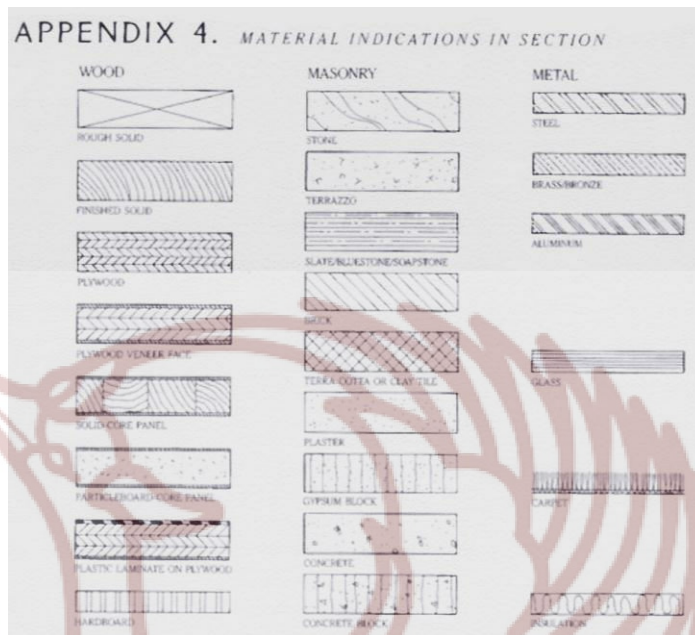 APPENDIX 4. MATERIAL INDICATIONS IN SECTION
WOOD
ROUGH SOLID
FINISHED SOLID
PLYWOOD
PLYWOOD VENEER FACE
SOLID-CORE PANEL
PARTICLEBOARD-CORE PANEL
PLASTIC LAMINATE ON PLYWOOD
HARDBOARD
MASONRY
STONE
TERRAZZO
SLATE/BLUESTONE/SOAPSTONE
BRICK
TERRA COTTA OR CLAY TILE
PLASTER
GYPSUM BLOCK
CONCRETE
CONCRETE BLOCK
METAL
STEEL
BRASS/BRONZE
ALUMINUM
GLASS
CARPET
INSULATION